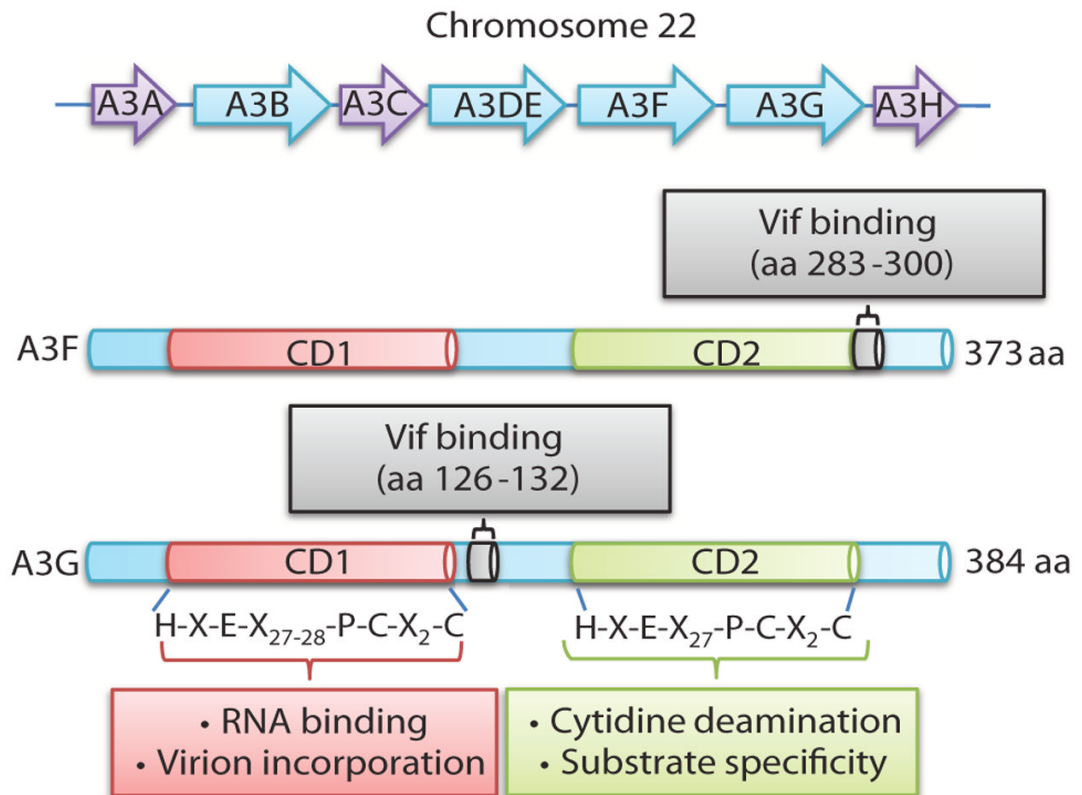 Chromosome 22
A3A A3B A3C A3DE A3F A3G A3H
Vif binding
(aa 283-300)
A3F CD1 CD2 373 aa
Vif binding
(aa 126-132)
A3G CD1 CD2 384 aa
H-X-E-X₂₇₋₂₈-P-C-X₂-C H-X-E-X₂₇-P-C-X₂-C
• RNA binding
• Virion incorporation
• Cytidine deamination
• Substrate specificity